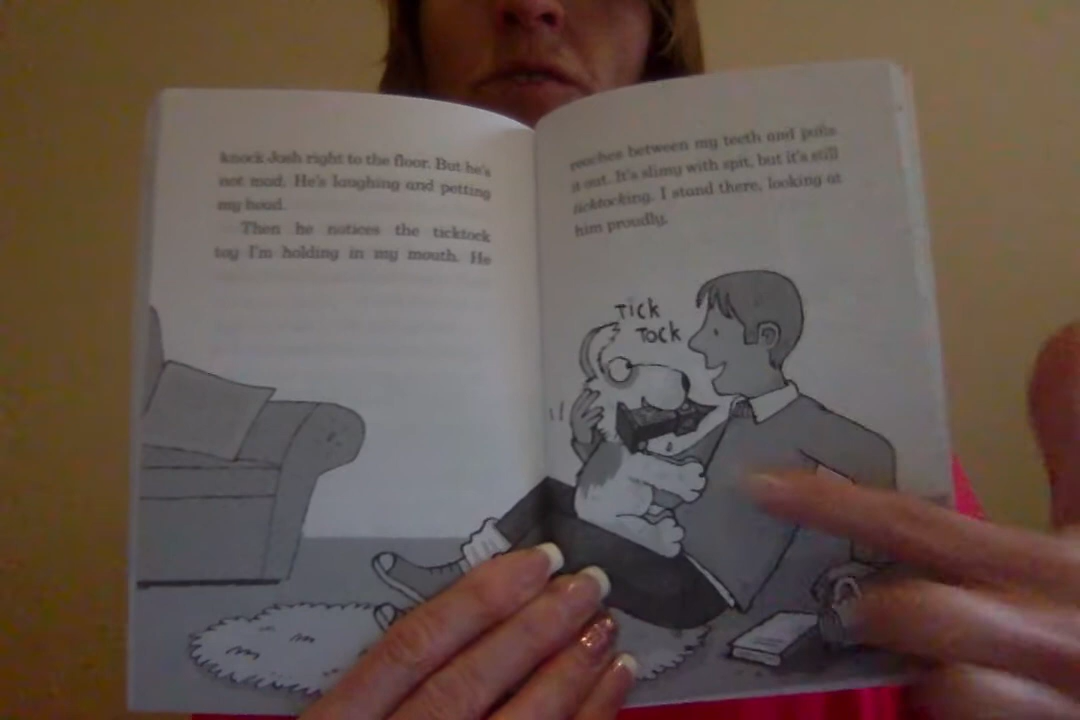 knock Josh right to the floor. But he's
not mad. He's laughing and petting
my head.
Then he notices the ticktock
toy I'm holding in my mouth. He
reaches between my teeth and pulls
it out. It's slimy with spit, but it's still
ticktocking. I stand there, looking at
him proudly.
TICK
TOCK